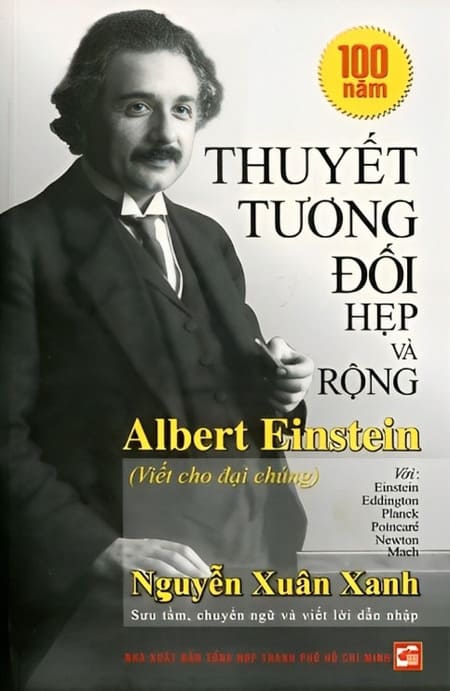 100
năm
THUYẾT
TƯƠNG
ĐỐI
HẸP
VÀ
RỘNG
Albert Einstein
(Viết cho đại chúng)
Với:
Einstein
Eddington
Planck
Poincaré
Newton
Mach
Nguyễn Xuân Xanh
Sưu tầm, chuyển ngữ và viết lời dẫn nhập
NHÀ XUẤT BẢN TỔNG HỢP THÀNH PHỐ HỒ CHÍ MINH